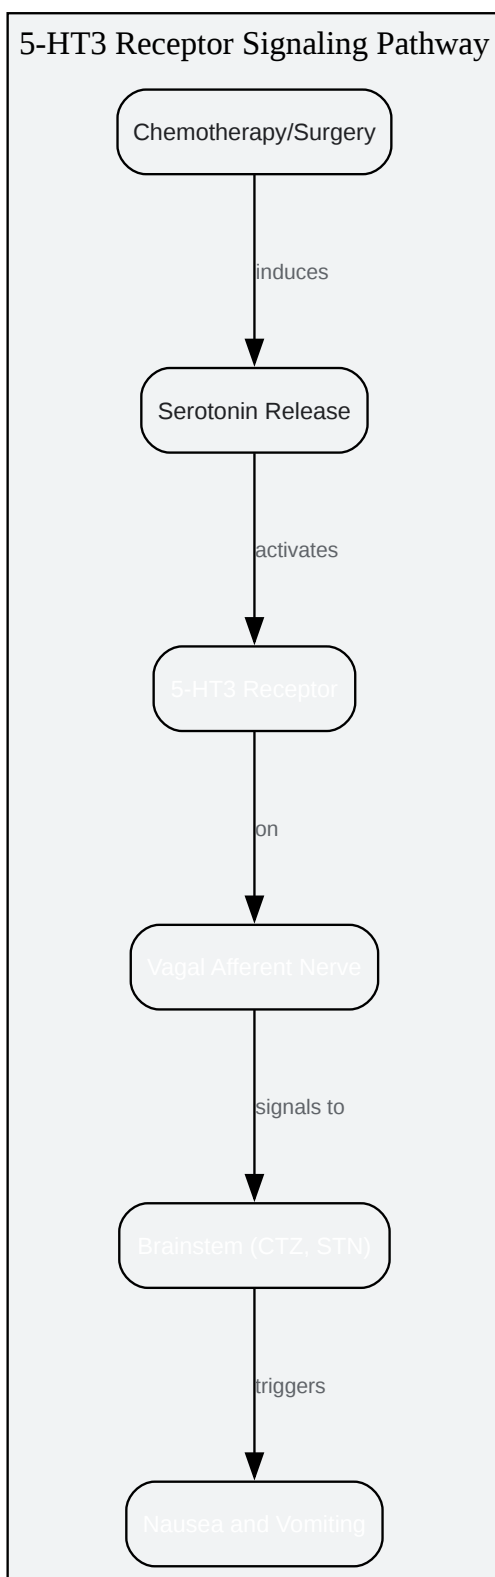 5-HT3 Receptor Signaling Pathway
Chemotherapy/Surgery
induces
Serotonin Release
activates
5-HT3 Receptor
on
Vagal Afferent Nerve
signals to
Brainstem (CTZ, STN)
triggers
Nausea and Vomiting